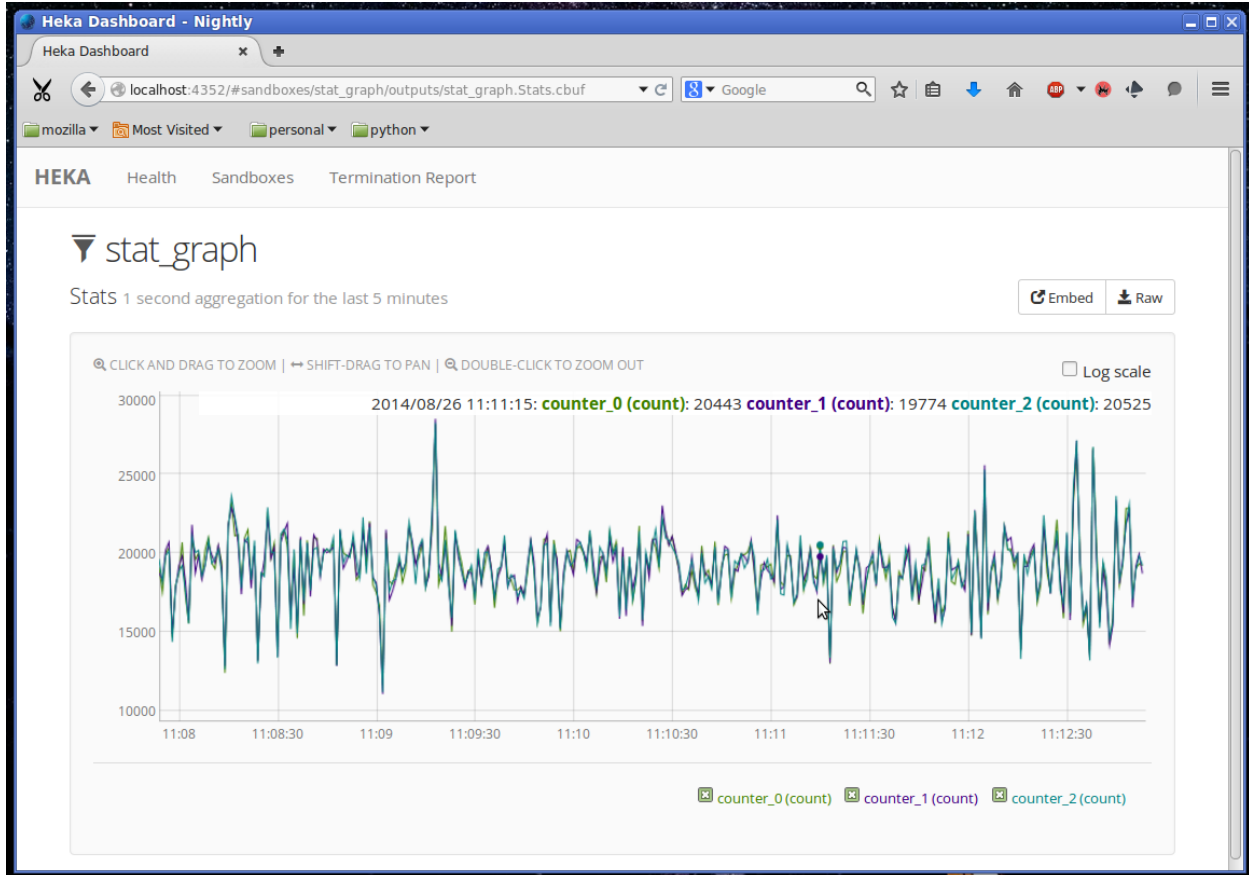 Heka Dashboard - Nightly
Heka Dashboard
localhost:4352/#sandboxes/stat_graph/outputs/stat_graph.Stats.cbuf
8 Google
ABP
mozilla Most Visited personal python
HEKA Health Sandboxes Termination Report
stat_graph
Stats 1 second aggregation for the last 5 minutes
Embed Raw
CLICK AND DRAG TO ZOOM | ↔ SHIFT-DRAG TO PAN | DOUBLE-CLICK TO ZOOM OUT
Log scale
2014/08/26 11:11:15: counter_0 (count): 20443 counter_1 (count): 19774 counter_2 (count): 20525
30000
25000
20000
15000
10000
11:08 11:08:30 11:09 11:09:30 11:10 11:10:30 11:11 11:11:30 11:12 11:12:30
counter_0 (count) counter_1 (count) counter_2 (count)